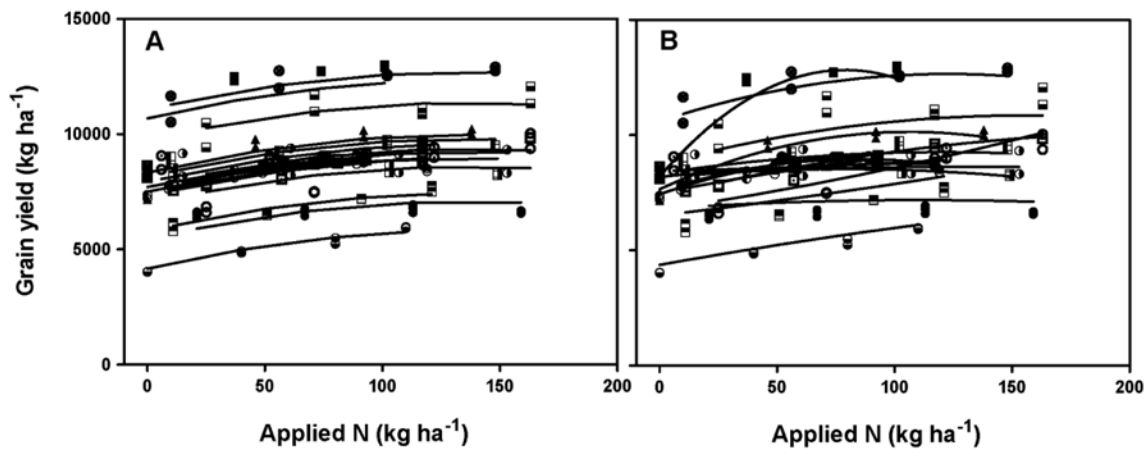 A
B
Grain yield (kg ha⁻¹)
15000
10000
5000
0
0 50 100 150 200
0 50 100 150 200
Applied N (kg ha⁻¹)
Applied N (kg ha⁻¹)